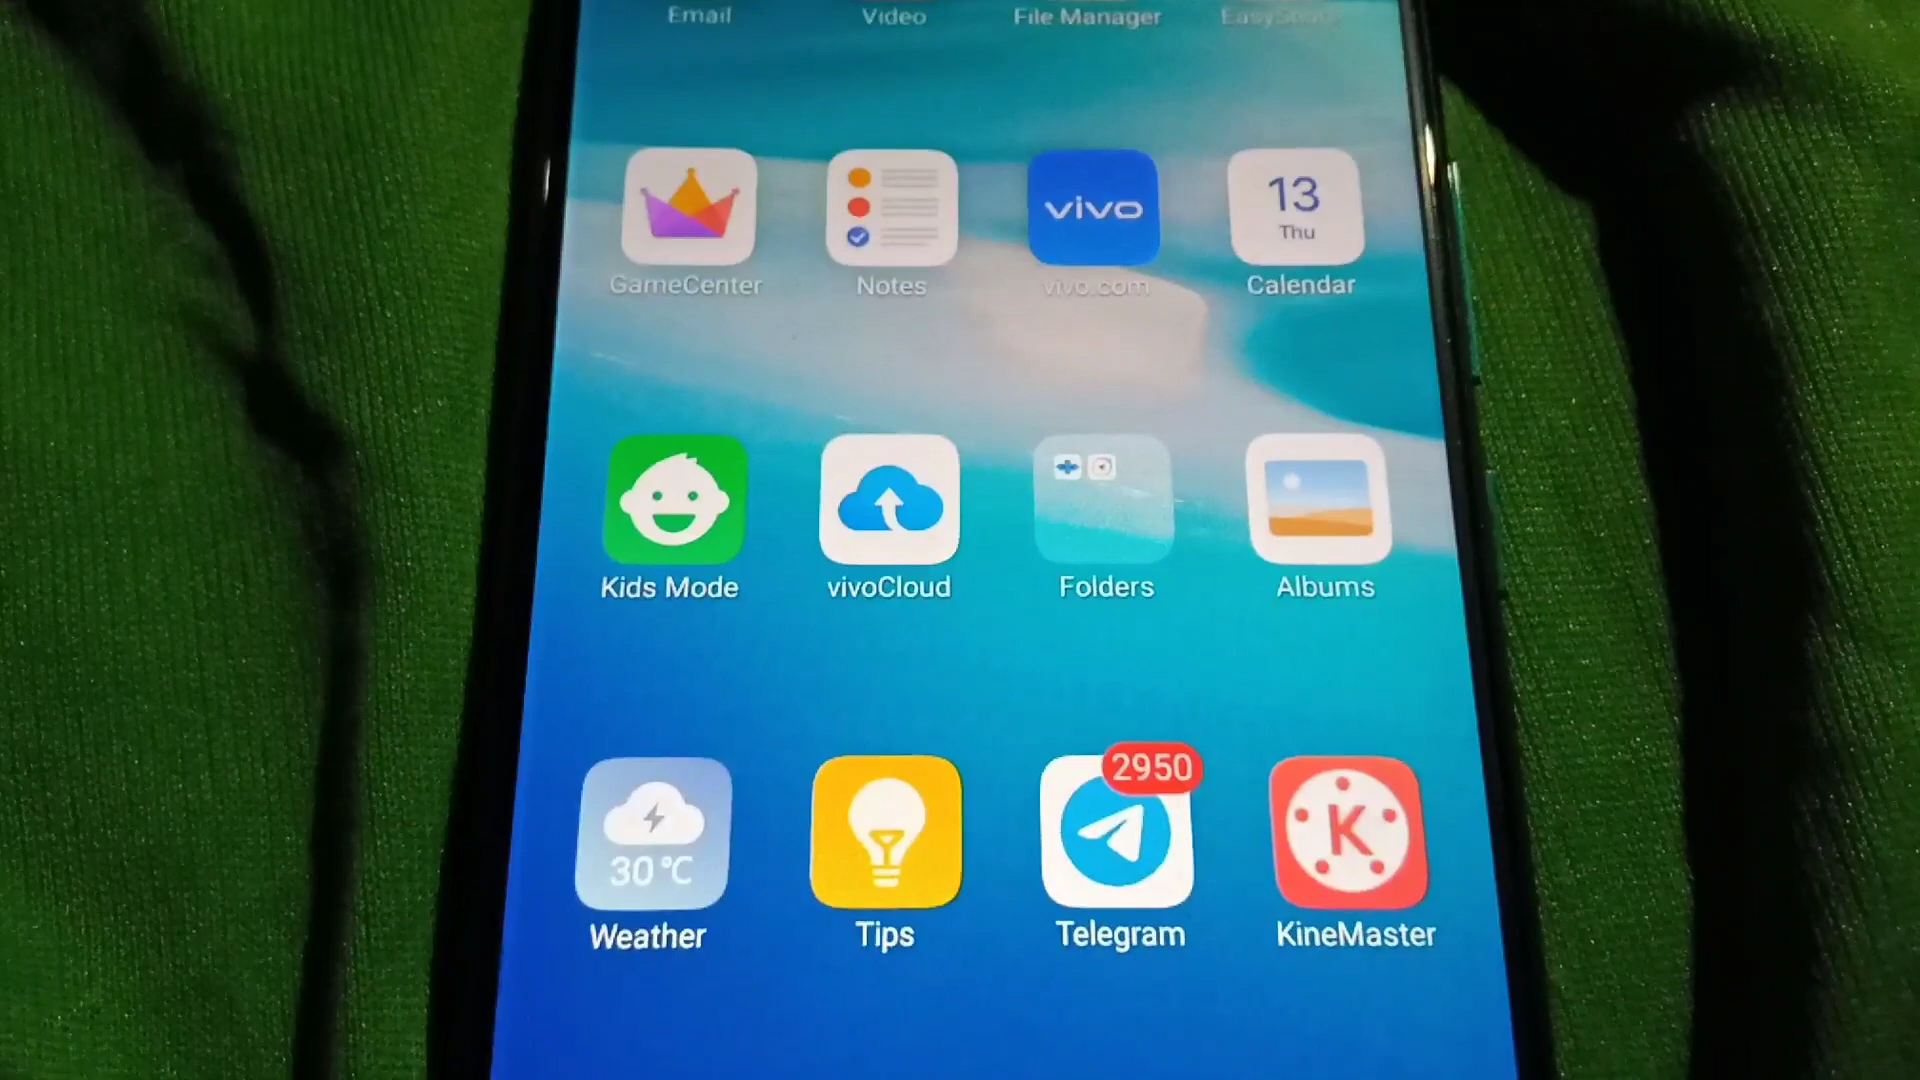 Email Video File Manager EasyShare
13
Thu
vivo
GameCenter Notes vivo.com Calendar
Kids Mode vivoCloud Folders Albums
2950
K
30°C
Weather Tips Telegram KineMaster